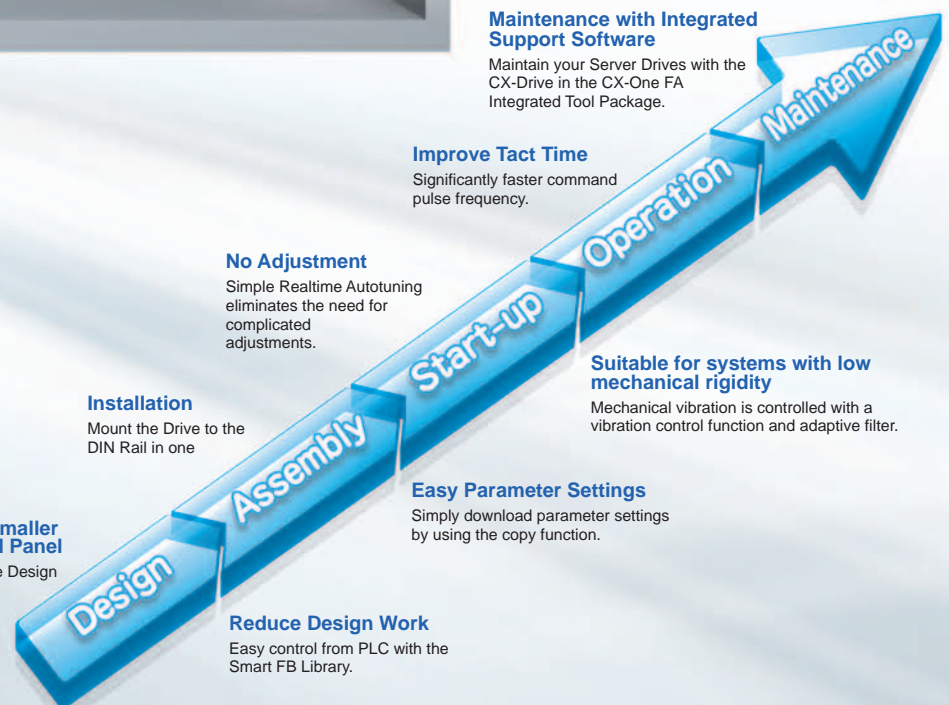 Maintenance with Integrated
Support Software
Maintain your Server Drives with the
CX-Drive in the CX-One FA
Integrated Tool Package.
Maintenance
Improve Tact Time
Significantly faster command
pulse frequency.
Operation
No Adjustment
Simple Realtime Autotuning
eliminates the need for
complicated
adjustments.
Start-up
Suitable for systems with low
mechanical rigidity
Mechanical vibration is controlled with a
vibration control function and adaptive filter.
Installation
Mount the Drive to the
DIN Rail in one
Assembly
Easy Parameter Settings
Simply download parameter settings
by using the copy function.
Panel
Design
Design
Reduce Design Work
Easy control from PLC with the
Smart FB Library.